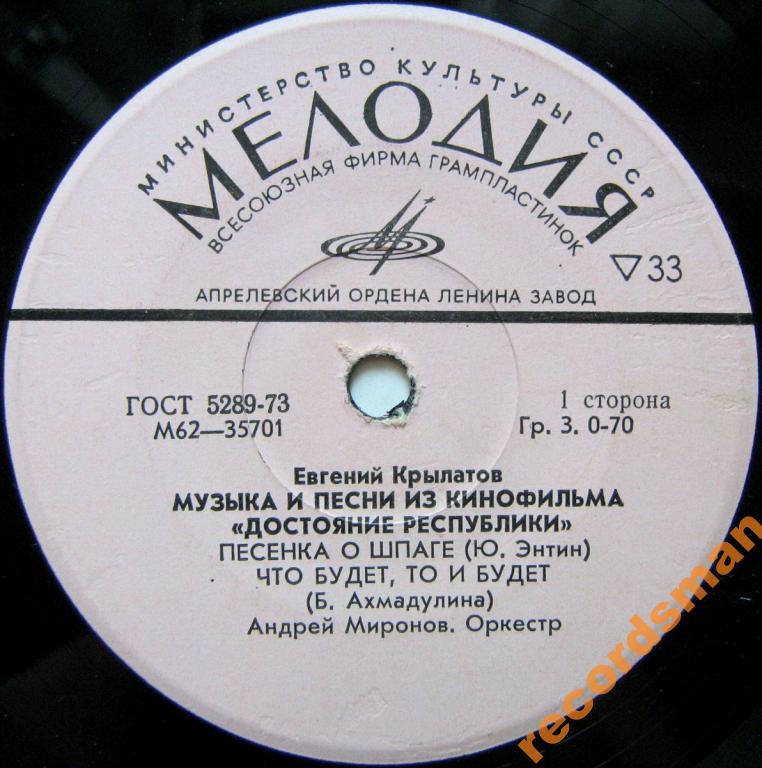 МИНИСТЕРСТВО КУЛЬТУРЫ СССР
МЕЛОДИЯ
ВСЕСОЮЗНАЯ ФИРМА ГРАМПЛАСТИНОК
▽33
АПРЕЛЕВСКИЙ ОРДЕНА ЛЕНИНА ЗАВОД
ГОСТ 5289-73
М62—35701
1 сторона
Гр. 3. 0-70
Евгений Крылатов
МУЗЫКА И ПЕСНИ ИЗ КИНОФИЛЬМА
«ДОСТОЯНИЕ РЕСПУБЛИКИ»
ПЕСЕНКА О ШПАГЕ (Ю. Энтин)
ЧТО БУДЕТ, ТО И БУДЕТ
(Б. Ахмадулина)
Андрей Миронов. Оркестр
recordsman